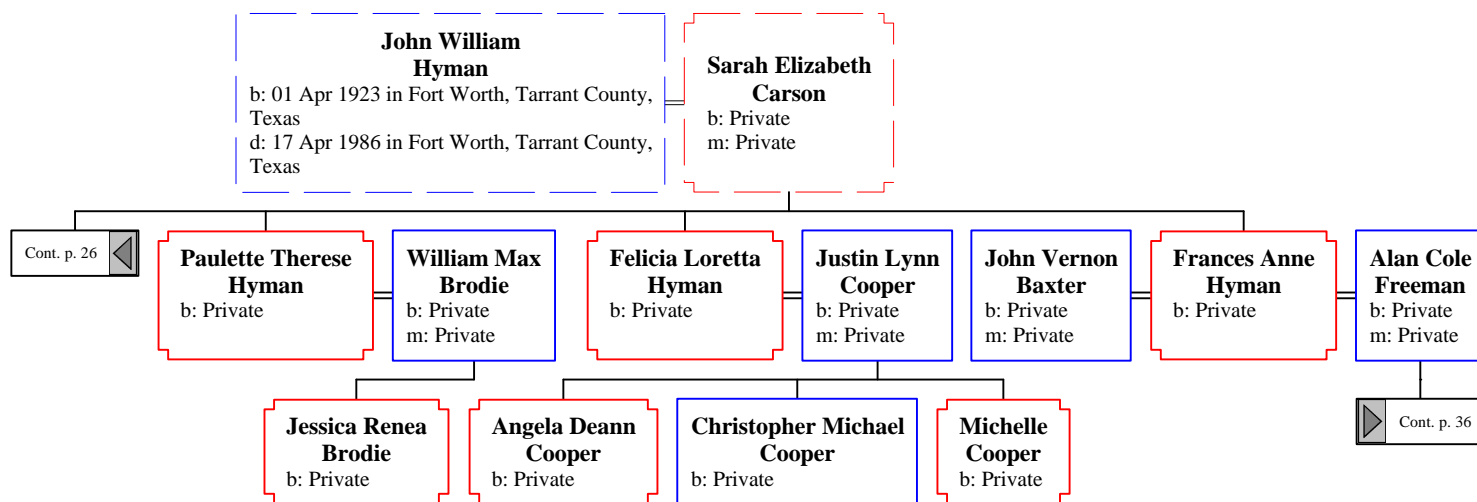 John William
Hyman
b: 01 Apr 1923 in Fort Worth, Tarrant County,
Texas
d: 17 Apr 1986 in Fort Worth, Tarrant County,
Texas
Sarah Elizabeth
Carson
b: Private
m: Private
Cont. p. 26
Paulette Therese
Hyman
b: Private
William Max
Brodie
b: Private
m: Private
Felicia Loretta
Hyman
b: Private
Justin Lynn
Cooper
b: Private
m: Private
John Vernon
Baxter
b: Private
m: Private
Frances Anne
Hyman
b: Private
Alan Cole
Freeman
b: Private
m: Private
Jessica Renea
Brodie
b: Private
Angela Deann
Cooper
b: Private
Christopher Michael
Cooper
b: Private
Michelle
Cooper
b: Private
Cont. p. 36